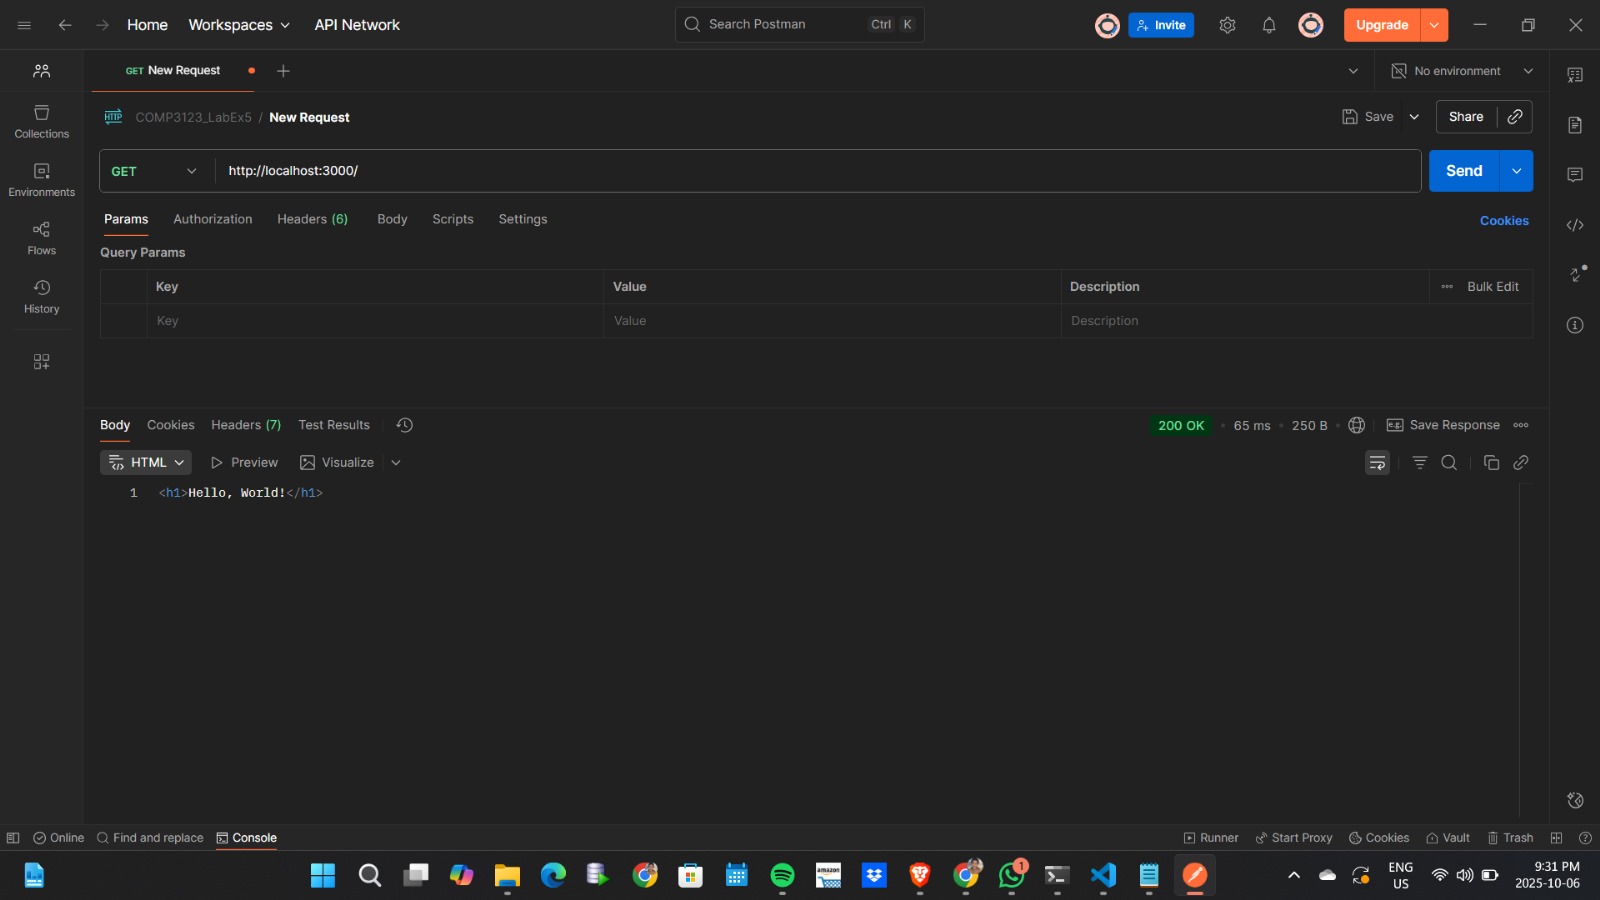 Home Workspaces API Network Search Postman Ctrl K Invite Upgrade
GET New Request No environment
HTTP COMP3123_LabEx5 / New Request Save Share
GET http://localhost:3000/ Send
Params Authorization Headers (6) Body Scripts Settings Cookies
Query Params
Key Value Description Bulk Edit
Key Value Description
Collections
Environments
Flows
History
Body Cookies Headers (7) Test Results 200 OK • 65 ms • 250 B • e.g. Save Response
HTML Preview Visualize
1 <h1>Hello, World!</h1>
Online Find and replace Console Runner Start Proxy Cookies Vault Trash
amazon 1 ENG
US
9:31 PM
2025-10-06